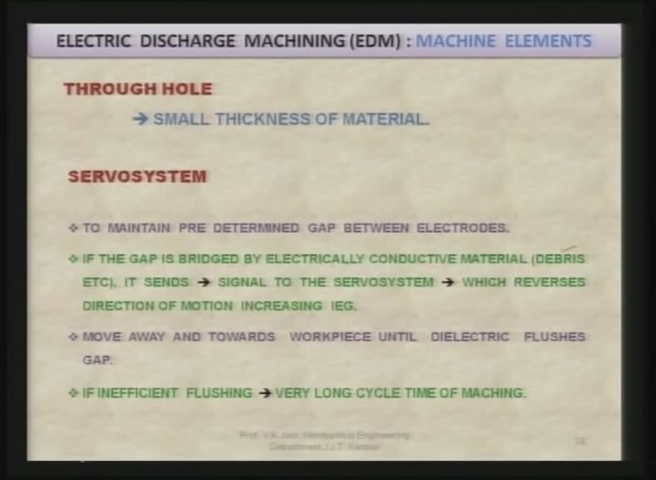 ELECTRIC DISCHARGE MACHINING (EDM) : MACHINE ELEMENTS
THROUGH HOLE
➔ SMALL THICKNESS OF MATERIAL.
SERVOSYSTEM
❖ TO MAINTAIN PRE DETERMINED GAP BETWEEN ELECTRODES.
❖ IF THE GAP IS BRIDGED BY ELECTRICALLY CONDUCTIVE MATERIAL (DEBRIS
ETC), IT SENDS ➔ SIGNAL TO THE SERVOSYSTEM ➔ WHICH REVERSES
DIRECTION OF MOTION INCREASING IEG.
❖ MOVE AWAY AND TOWARDS WORKPIECE UNTIL DIELECTRIC FLUSHES
GAP.
❖ IF INEFFICIENT FLUSHING ➔ VERY LONG CYCLE TIME OF MACHING.
Prof. V.K.Jain, Mechanical Engineering
Department, I.I.T. Kanpur